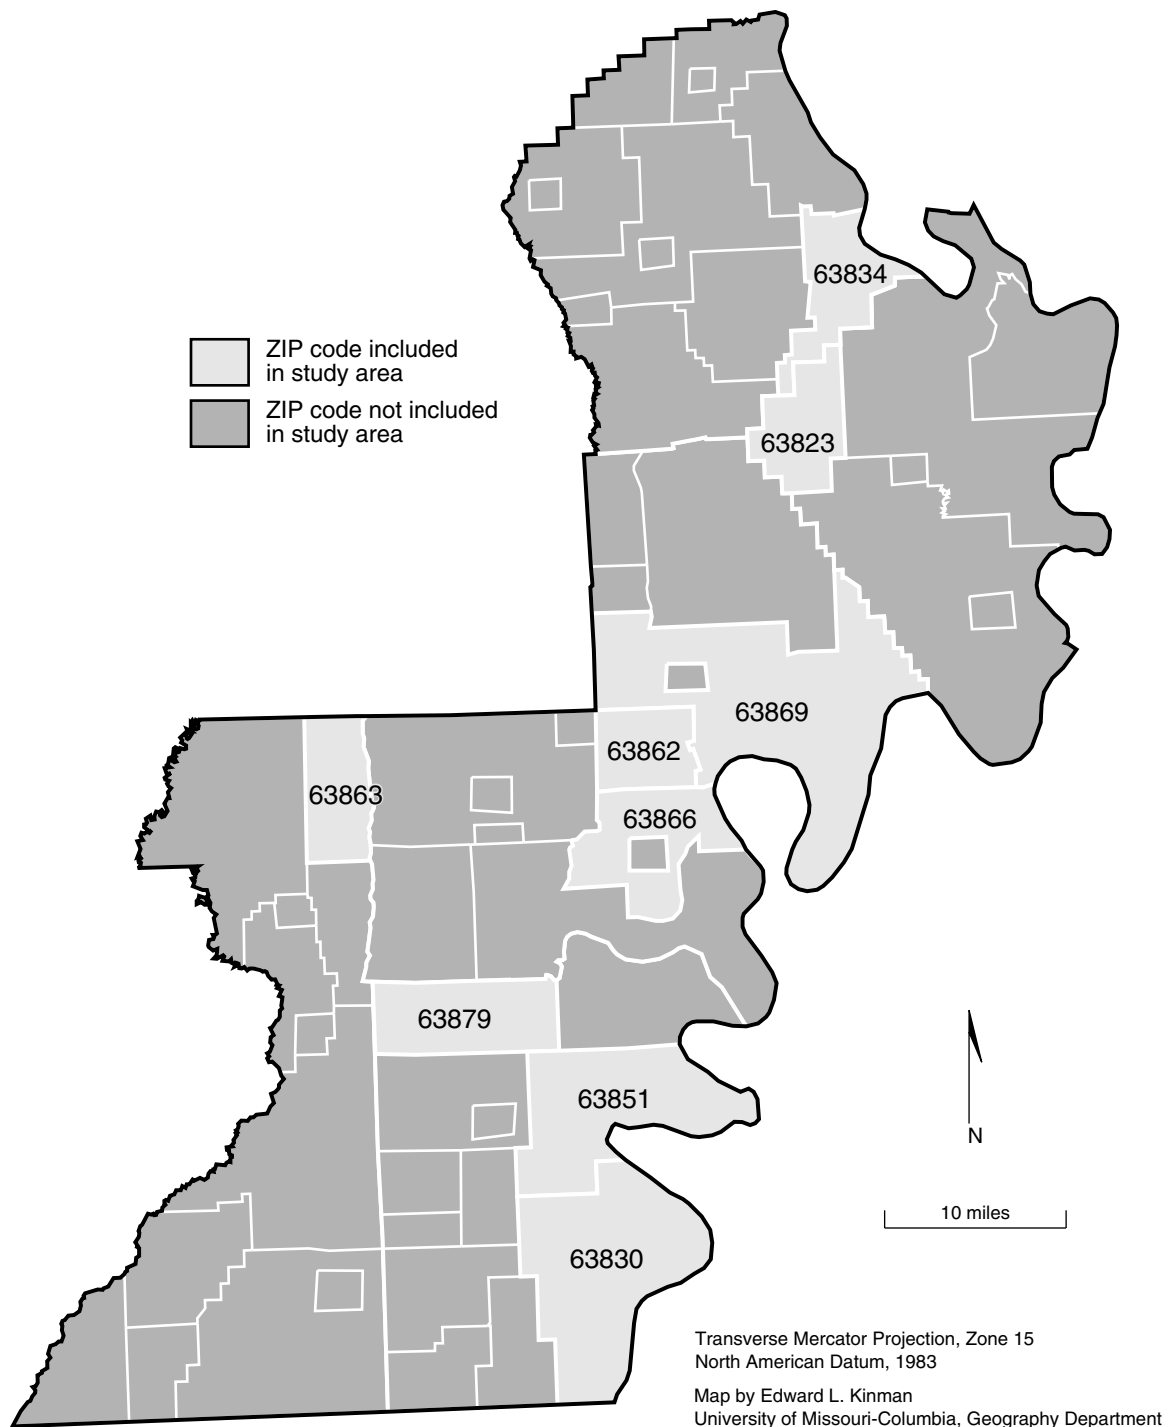 63834
ZIP code included
in study area
ZIP code not included
in study area
63823
63869
63862
63863
63866
63879
63851
N
10 miles
63830
Transverse Mercator Projection, Zone 15
North American Datum, 1983
Map by Edward L. Kinman
University of Missouri-Columbia, Geography Department